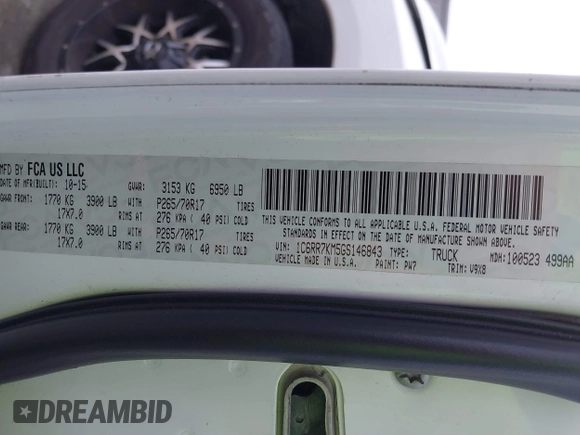 MFD BY FCA US LLC
DATE OF MFR(BUILT): 10-15 GVWR: 3153 KG 6950 LB
GAWR FRONT: 1770 KG 3900 LB P265/70R17 TIRES
17X7.0 RIMS AT 276 KPA ( 40 PSI) COLD
GAWR REAR: 1770 KG 3900 LB P265/70R17 TIRES
17X7.0 RIMS AT 276 KPA ( 40 PSI) COLD
THIS VEHICLE CONFORMS TO ALL APPLICABLE U.S.A. FEDERAL MOTOR VEHICLE SAFETY
STANDARDS IN EFFECT ON THE DATE OF MANUFACTURE SHOWN ABOVE.
VIN: 1C6RR7KM5GS146843 TYPE: TRUCK MDH: 100523 499AA
VEHICLE MADE IN U.S.A. PAINT: PW7 TRIM: V9X8
DREAMBID